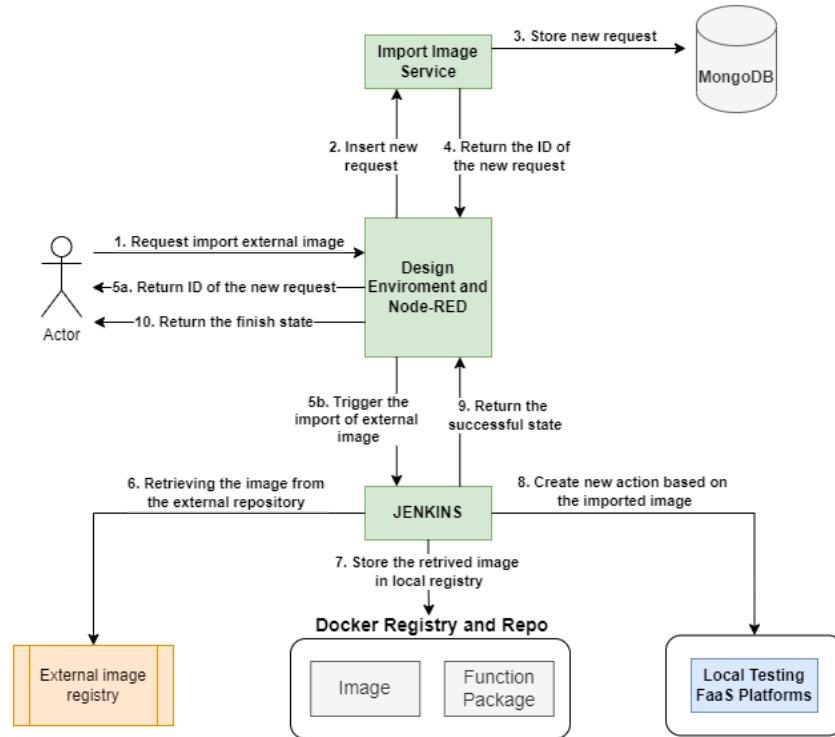 3. Store new request
Import Image
Service
MongoDB
2. Insert new
request
4. Return the ID of
the new request
1. Request import external image
Design
Enviroment and
Node-RED
5a. Return ID of the new request
10. Return the finish state
Actor
5b. Trigger the
import of external
image
9. Return the
successful state
6. Retrieving the image from
the external repository
8. Create new action based on
the imported image
JENKINS
7. Store the retrived image
in local registry
Docker Registry and Repo
External image
registry
Image
Function
Package
Local Testing
FaaS Platforms